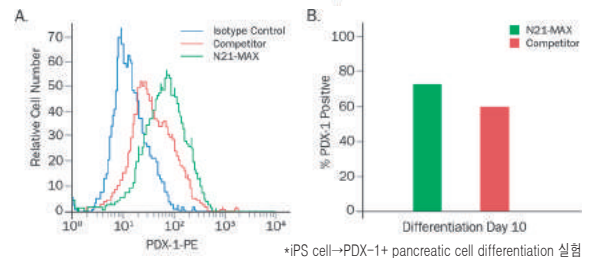 A.
Isotype Control
Competitor
N21-MAX
Relative Cell Number
70
60
50
40
30
20
10
0
10⁰
10¹
10²
10³
10⁴
PDX-1-PE
B.
N21-MAX
Competitor
% PDX-1 Positive
100
80
60
40
20
0
Differentiation Day 10
*iPS cell→PDX-1+ pancreatic cell differentiation 실험